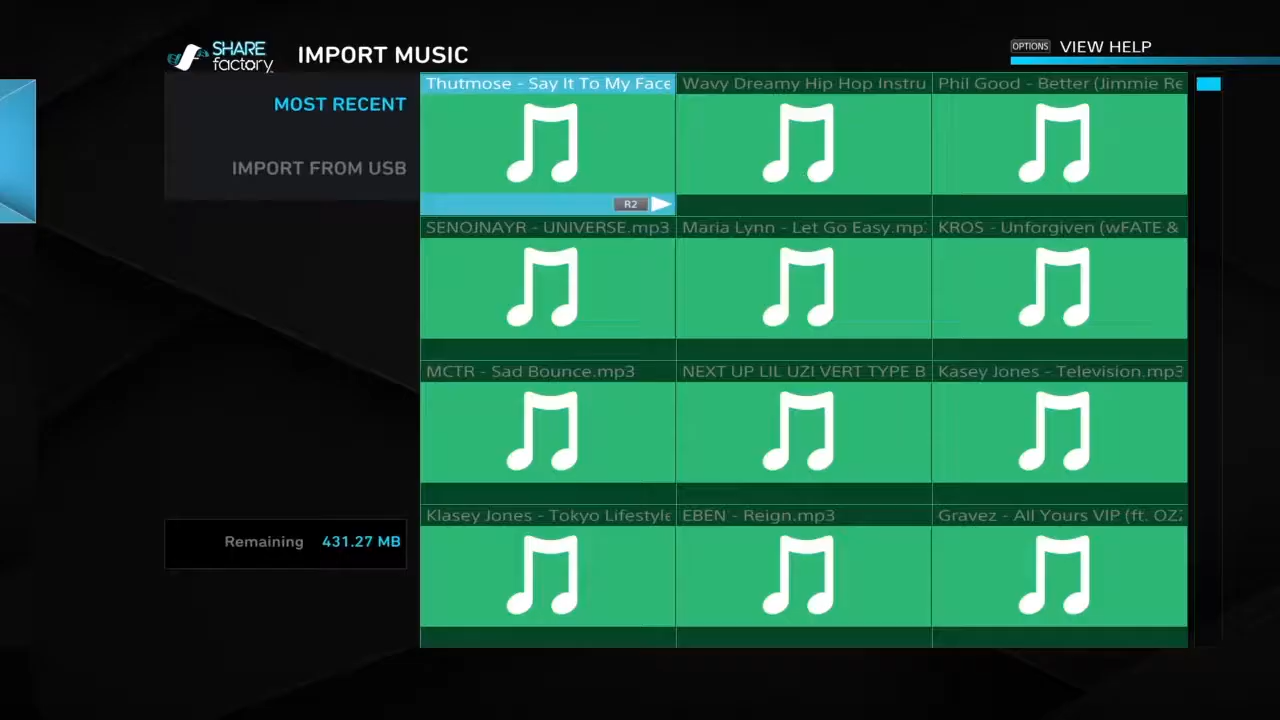 SHARE
factory
IMPORT MUSIC
OPTIONS VIEW HELP
MOST RECENT
IMPORT FROM USB
Thutmose - Say It To My Face
Wavy Dreamy Hip Hop Instru
Phil Good - Better (Jimmie Re
R2
SENOJNAYR - UNIVERSE.mp3
Maria Lynn - Let Go Easy.mp
KROS - Unforgiven (wFATE &
MCTR - Sad Bounce.mp3
NEXT UP LIL UZI VERT TYPE B
Kasey Jones - Television.mp3
Klasey Jones - Tokyo Lifestyle
EBEN - Reign.mp3
Gravez - All Yours VIP (ft. OZ
Remaining 431.27 MB